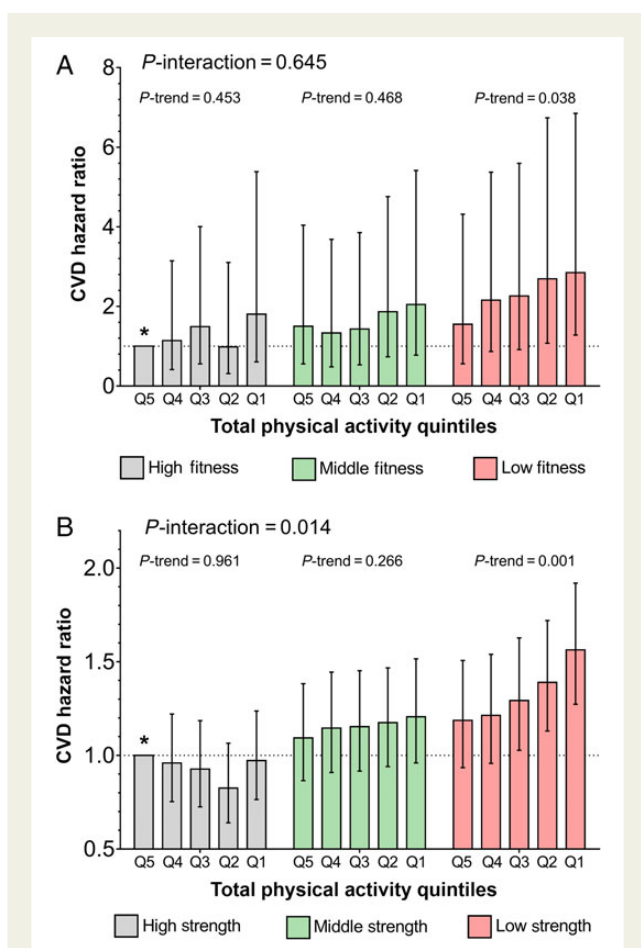 A
P-interaction = 0.645
P-trend = 0.453 P-trend = 0.468 P-trend = 0.038
CVD hazard ratio
8
6
4
2
0
*
Q5 Q4 Q3 Q2 Q1 Q5 Q4 Q3 Q2 Q1 Q5 Q4 Q3 Q2 Q1
Total physical activity quintiles
High fitness Middle fitness Low fitness
B
P-interaction = 0.014
P-trend = 0.961 P-trend = 0.266 P-trend = 0.001
CVD hazard ratio
2.0
1.5
1.0
0.5
*
Q5 Q4 Q3 Q2 Q1 Q5 Q4 Q3 Q2 Q1 Q5 Q4 Q3 Q2 Q1
Total physical activity quintiles
High strength Middle strength Low strength